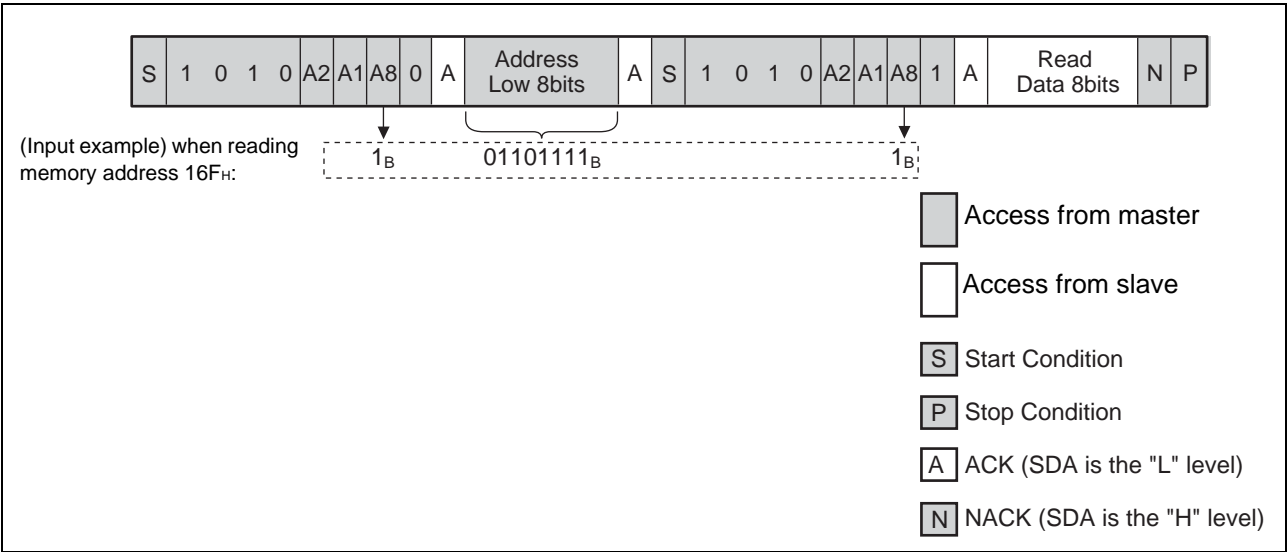 S 1 0 1 0 A2 A1 A8 0 A Address Low 8bits A S 1 0 1 0 A2 A1 A8 1 A Read Data 8bits N P
(Input example) when reading
memory address 16FH:
1B 01101111B 1B
Access from master
Access from slave
S Start Condition
P Stop Condition
A ACK (SDA is the "L" level)
N NACK (SDA is the "H" level)